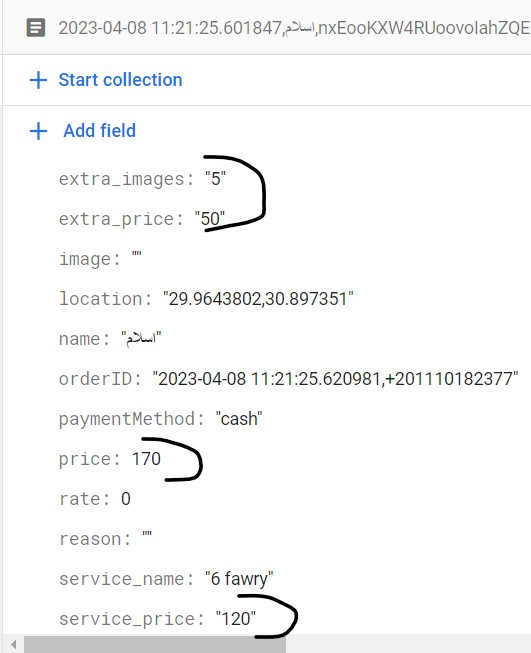 2023-04-08 11:21:25.601847,اسلام,nxEooKXW4RUoovoIahZQE
+ Start collection
+ Add field
extra_images: "5"
extra_price: "50"
image: ""
location: "29.9643802,30.897351"
name: "اسلام"
orderID: "2023-04-08 11:21:25.620981,+201110182377"
paymentMethod: "cash"
price: 170
rate: 0
reason: ""
service_name: "6 fawry"
service_price: "120"